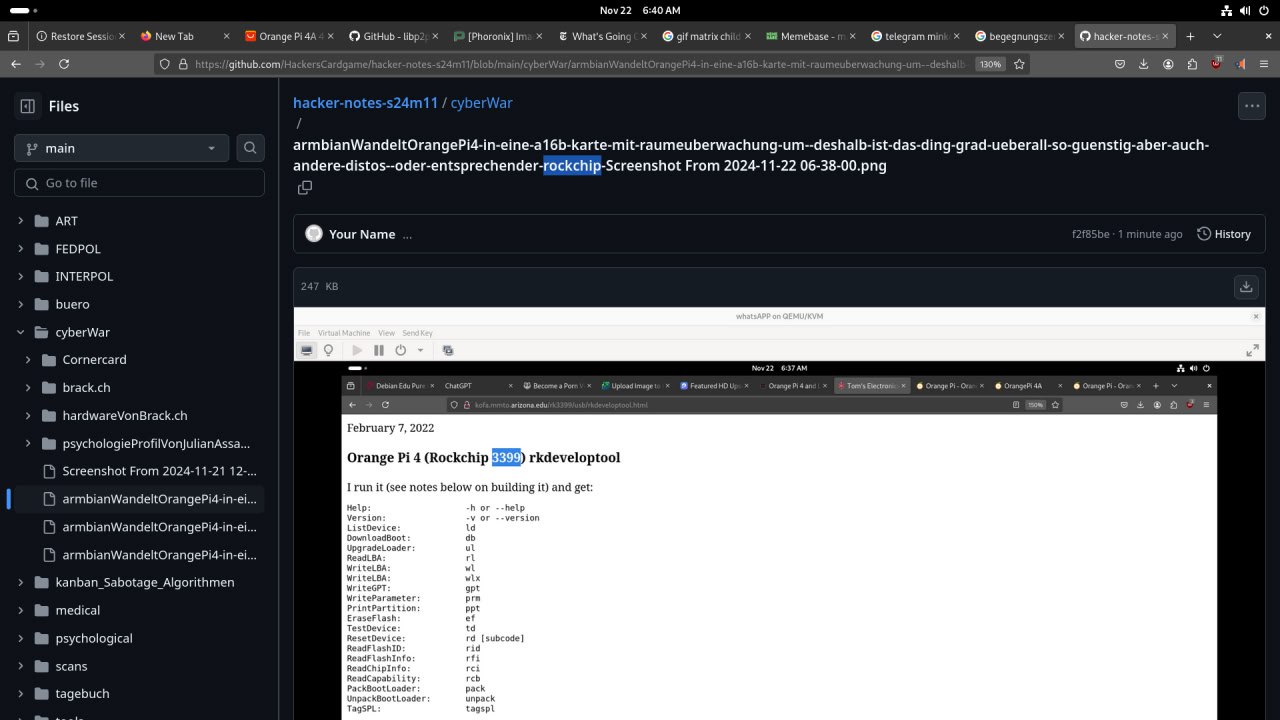 Nov 22 6:40 AM
Restore Sessio
New Tab
Orange Pi 4A 4
GitHub - libp2p
[Phoronix] Ima
What's Going O
gif matrix child
Memebase - m
telegram mink
begegnungsze
hacker-notes-s
https://github.com/HackersCardgame/hacker-notes-s24m11/blob/main/cyberWar/armbianWandeltOrangePi4-in-eine-a16b-karte-mit-raumeuberwachung-um--deshalb
130%
Files
main
Go to file
ART
FEDPOL
INTERPOL
buero
cyberWar
Cornercard
brack.ch
hardwareVonBrack.ch
psychologieProfilVonJulianAssa...
Screenshot From 2024-11-21 12-...
armbianWandeltOrangePi4-in-ei...
armbianWandeltOrangePi4-in-ei...
armbianWandeltOrangePi4-in-ei...
kanban_Sabotage_Algorithmen
medical
psychological
scans
tagebuch
tools
hacker-notes-s24m11 / cyberWar
/
armbianWandeltOrangePi4-in-eine-a16b-karte-mit-raumeuberwachung-um--deshalb-ist-das-ding-grad-ueberall-so-guenstig-aber-auch-
andere-distos--oder-entsprechender-rockchip-Screenshot From 2024-11-22 06-38-00.png
Your Name ...
f2f85be · 1 minute ago
History
247 KB
whatsAPP on QEMU/KVM
File Virtual Machine View Send Key
Nov 22 6:37 AM
Debian Edu Pure
ChatGPT
Become a Porn V
Upload Image to
Featured HD Up
Orange Pi 4 and
Tom's Electronic
Orange Pi - Oran
OrangePi 4A
Orange Pi - Oran
kofa.mmto.arizona.edu/rk3399/usb/rkdeveloptool.html
150%
February 7, 2022
Orange Pi 4 (Rockchip 3399) rkdeveloptool
I run it (see notes below on building it) and get:
Help: -h or --help
Version: -v or --version
ListDevice: ld
DownloadBoot: db
UpgradeLoader: ul
ReadLBA: rl
WriteLBA: wl
WriteLBA: wlx
WriteGPT: gpt
WriteParameter: prm
PrintPartition: ppt
EraseFlash: ef
TestDevice: td
ResetDevice: rd [subcode]
ReadFlashID: rid
ReadFlashInfo: rfi
ReadChipInfo: rci
ReadCapability: rcb
PackBootLoader: pack
UnpackBootLoader: unpack
TagSPL: tagspl